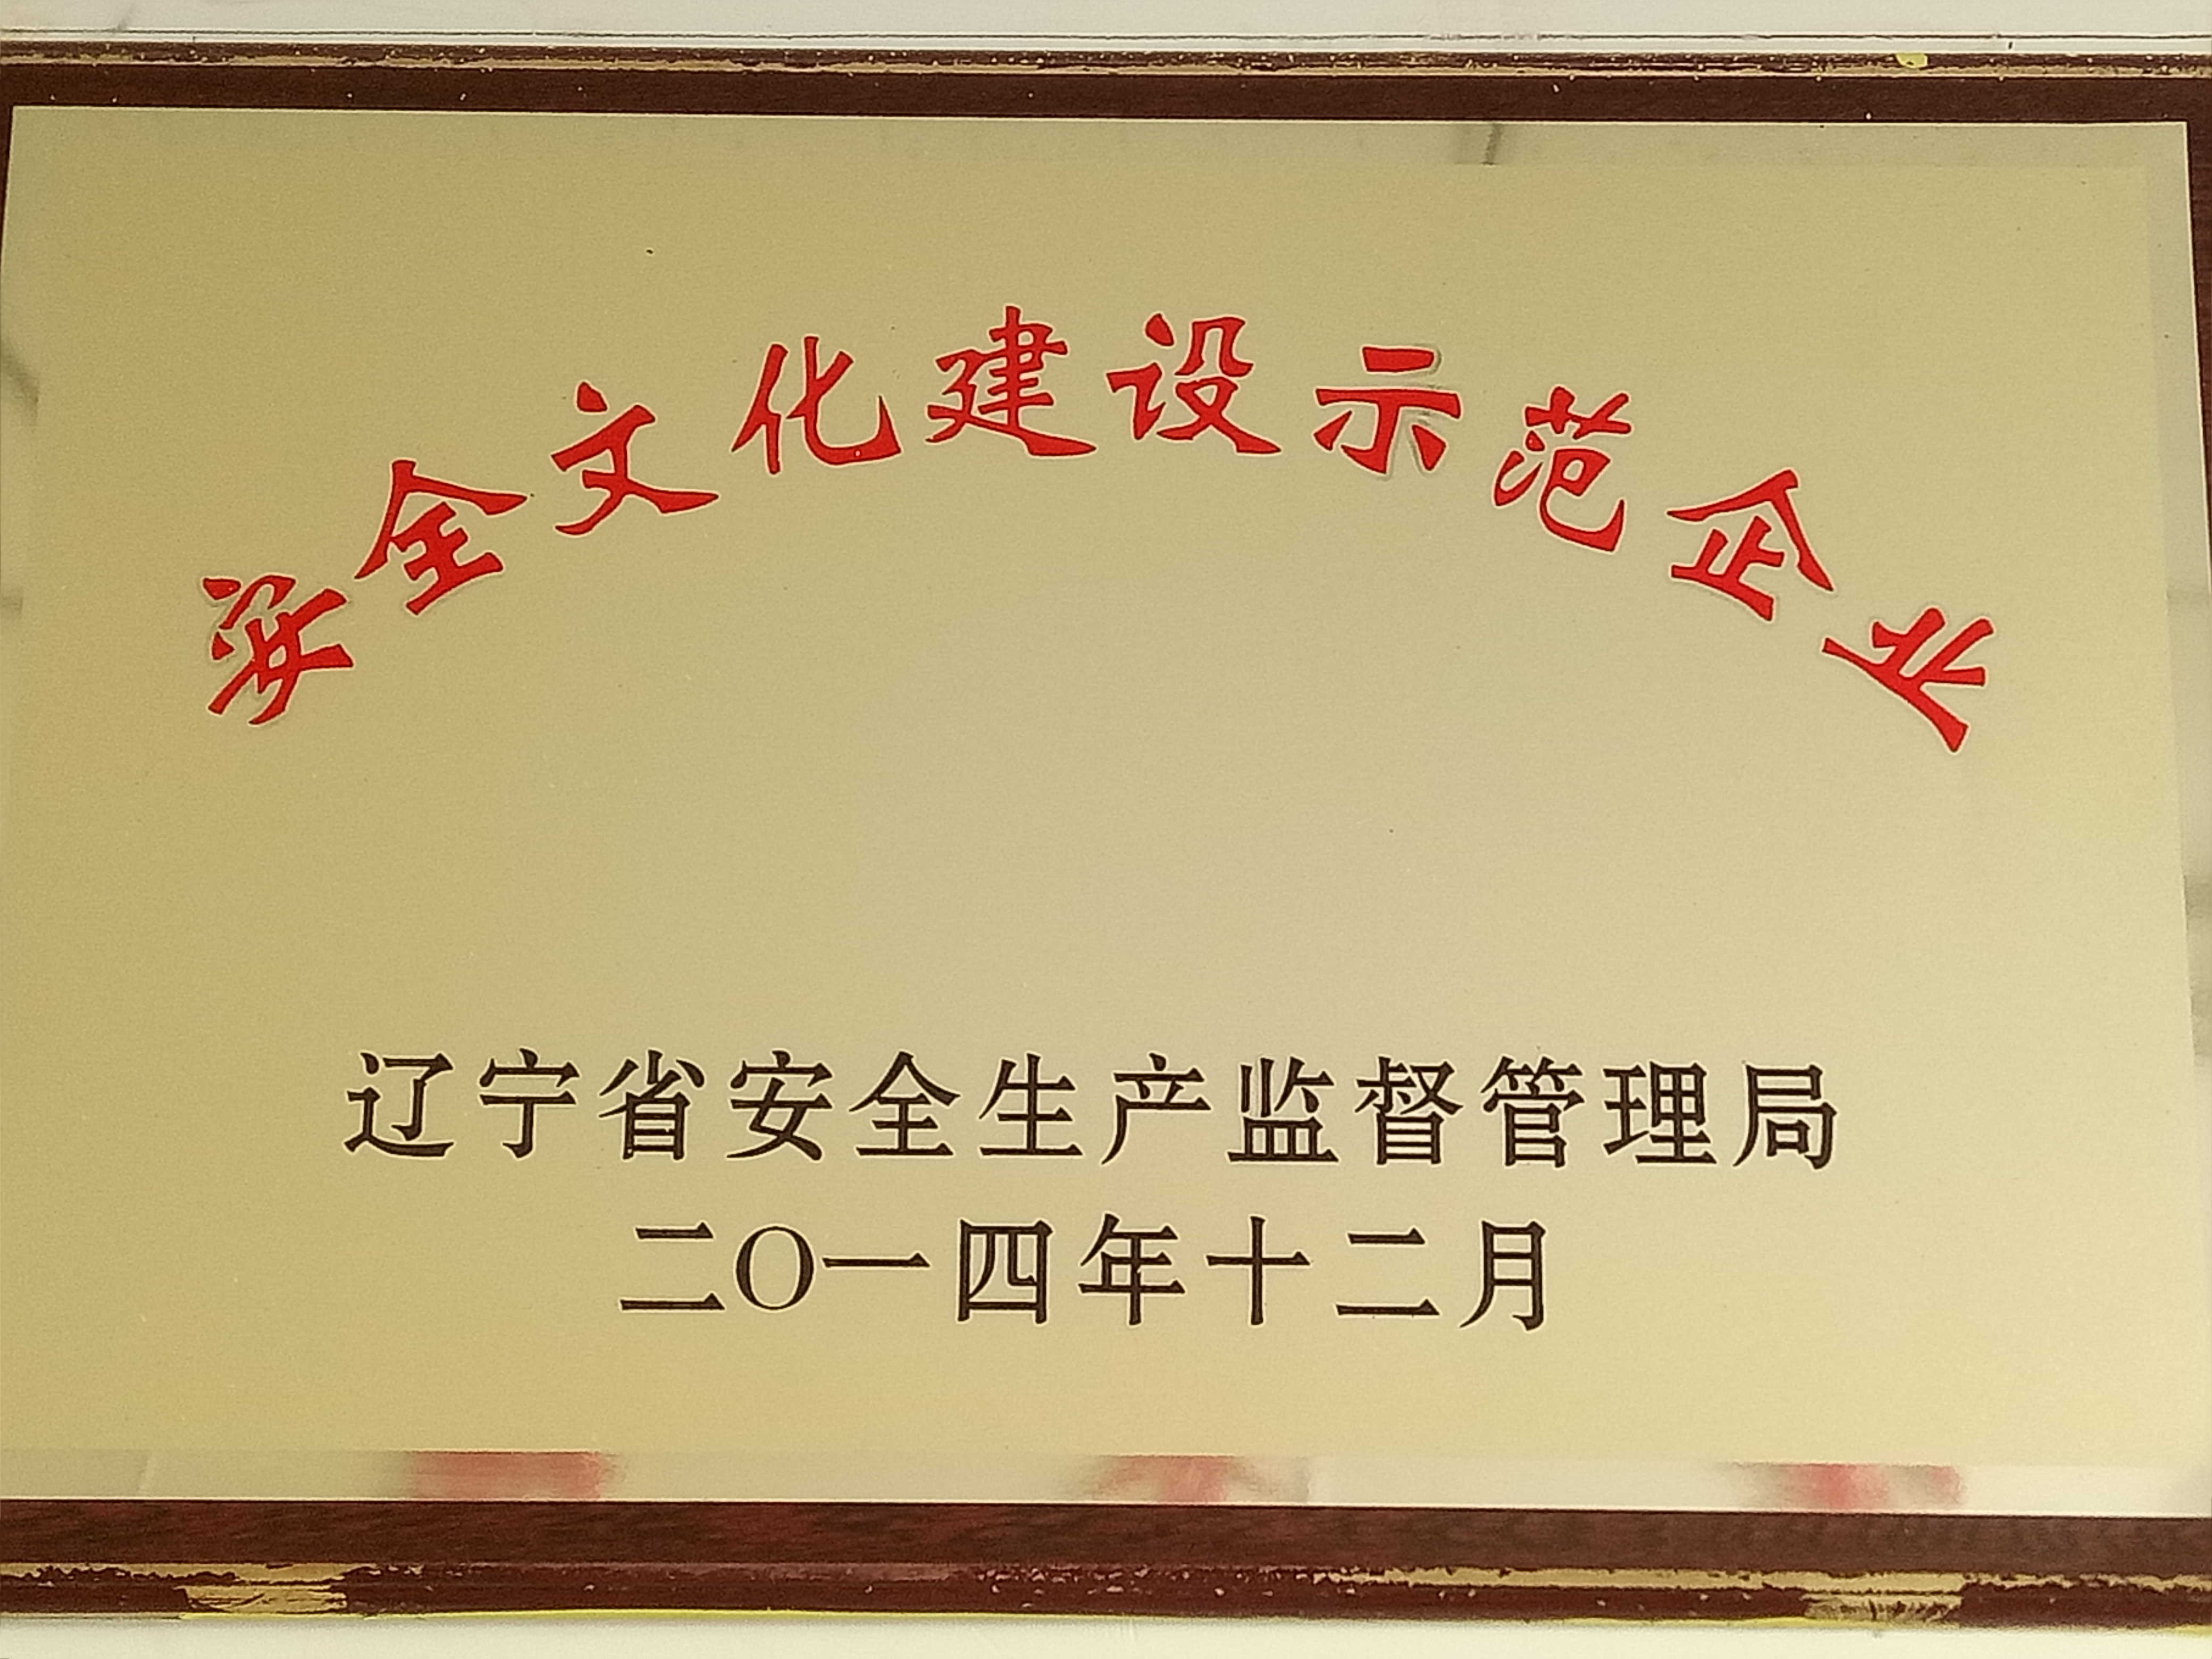 安全文化建设示范企业
辽宁省安全生产监督管理局
二〇一四年十二月